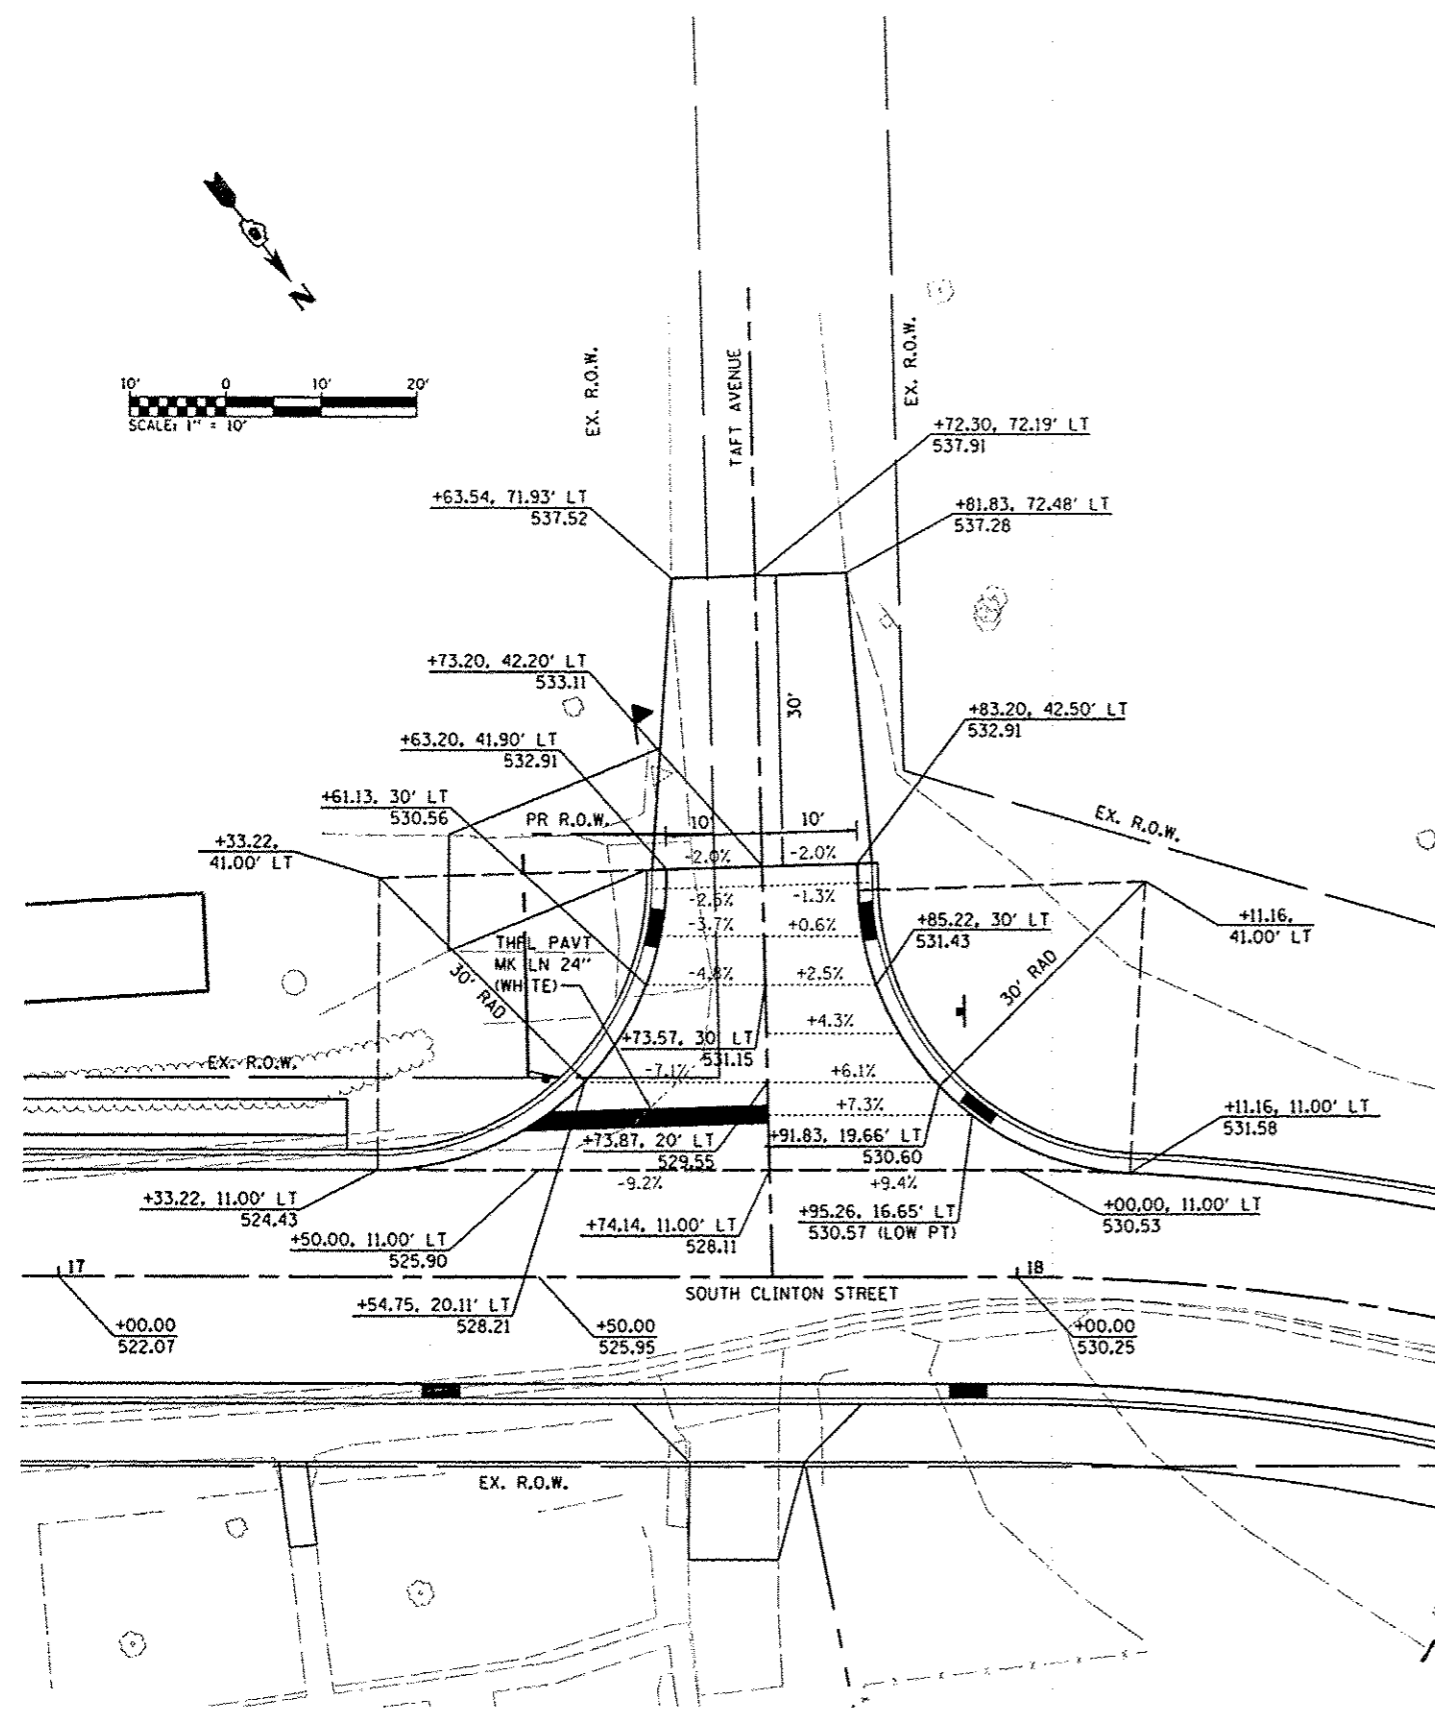 N
10' 0 10' 20'
SCALE: 1" = 10'
EX. R.O.W.
TAFT AVENUE
EX. R.O.W.
+72.30, 72.19' LT
537.91
+63.54, 71.93' LT
537.52
+81.83, 72.48' LT
537.28
+73.20, 42.20' LT
533.11
30'
+83.20, 42.50' LT
532.91
+63.20, 41.90' LT
532.91
+61.13, 30' LT
530.56
PR R.O.W.
10'
10'
EX. R.O.W.
+33.22,
41.00' LT
-2.0%
-2.0%
-2.6%
-1.3%
-3.7%
+0.6%
+85.22, 30' LT
531.43
+11.16,
41.00' LT
THPL PAVT
MK LN 24"
(WHITE)
30' RAD
-4.8%
+2.5%
30' RAD
+4.3%
+73.57, 30' LT
531.15
EX. R.O.W.
-7.1%
+6.1%
+7.3%
+11.16, 11.00' LT
531.58
+73.87, 20' LT
529.55
+91.83, 19.66' LT
530.60
-9.2%
+9.4%
+33.22, 11.00' LT
524.43
+00.00, 11.00' LT
530.53
+95.26, 16.65' LT
530.57 (LOW PT)
+74.14, 11.00' LT
528.11
+50.00, 11.00' LT
525.90
17
18
SOUTH CLINTON STREET
+54.75, 20.11' LT
528.21
+00.00
522.07
+50.00
525.95
+00.00
530.25
EX. R.O.W.